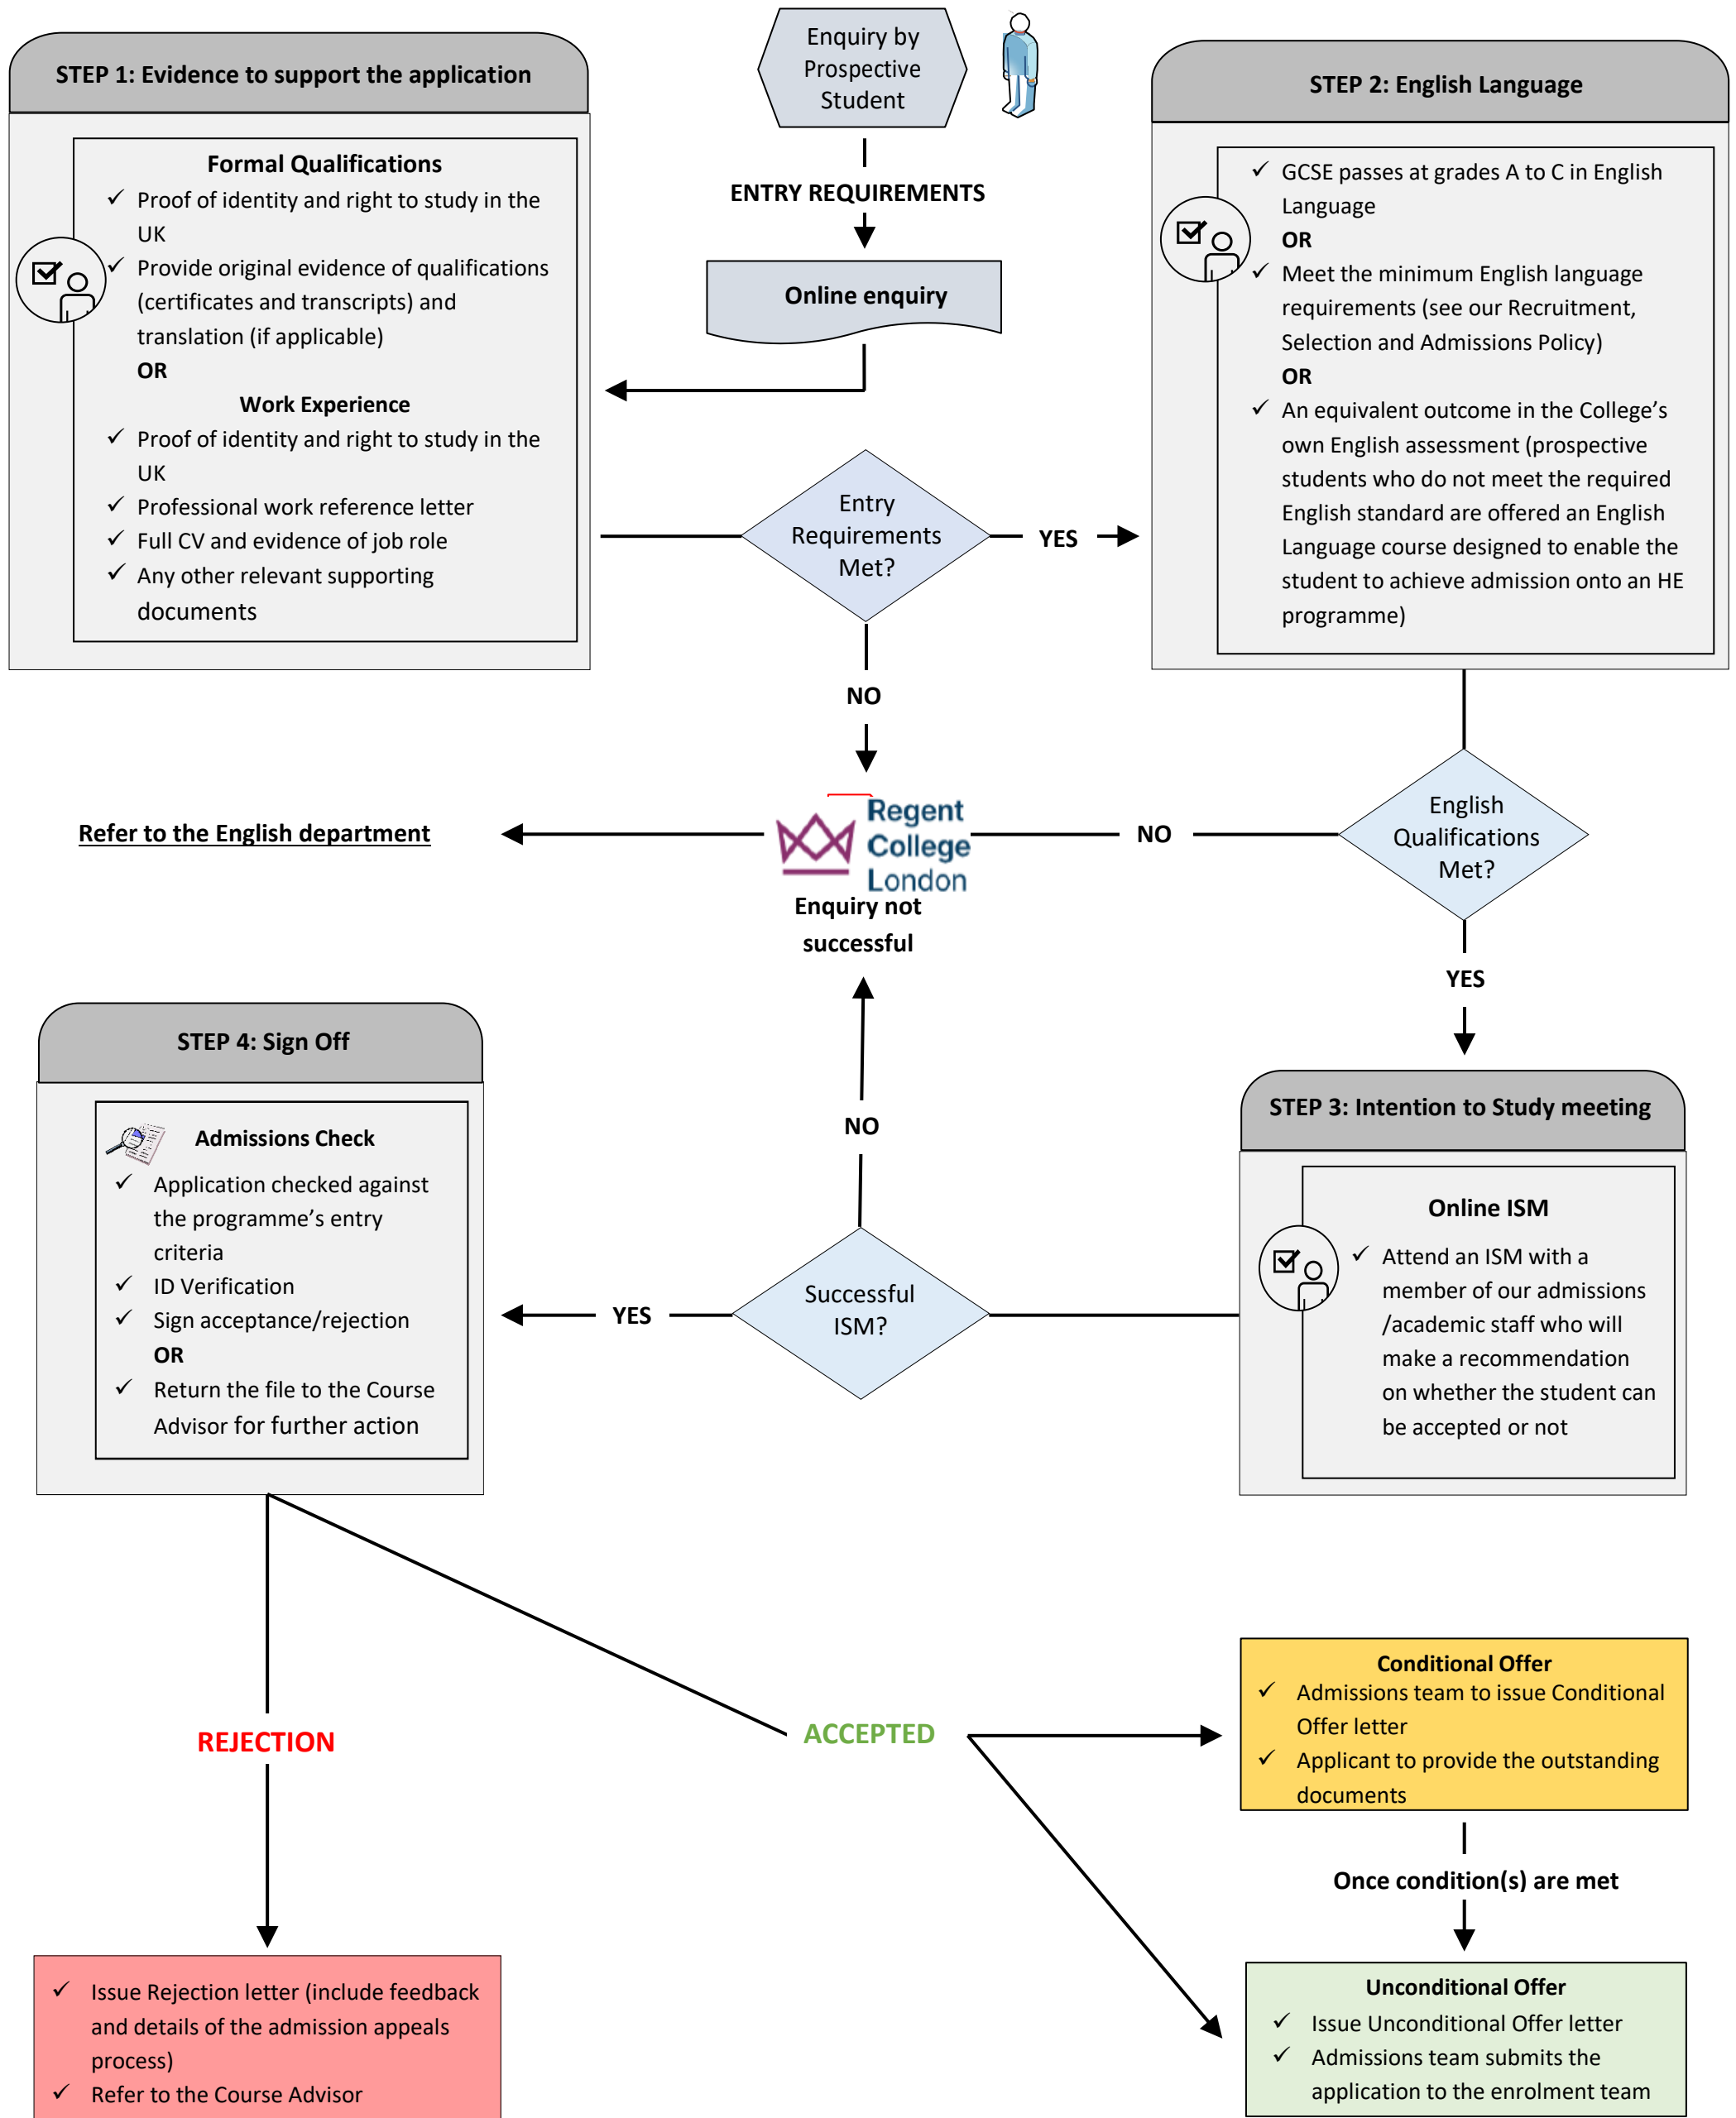 Enquiry by
Prospective
Student
ENTRY REQUIREMENTS
Online enquiry
STEP 1: Evidence to support the application
Formal Qualifications
✓ Proof of identity and right to study in the
UK
✓ Provide original evidence of qualifications
(certificates and transcripts) and
translation (if applicable)
OR
Work Experience
✓ Proof of identity and right to study in the
UK
✓ Professional work reference letter
✓ Full CV and evidence of job role
✓ Any other relevant supporting
documents
Entry
Requirements
Met?
YES
NO
STEP 2: English Language
✓ GCSE passes at grades A to C in English
Language
OR
✓ Meet the minimum English language
requirements (see our Recruitment,
Selection and Admissions Policy)
OR
✓ An equivalent outcome in the College’s
own English assessment (prospective
students who do not meet the required
English standard are offered an English
Language course designed to enable the
student to achieve admission onto an HE
programme)
English
Qualifications
Met?
NO
YES
Regent
College
London
Enquiry not
successful
Refer to the English department
STEP 3: Intention to Study meeting
Online ISM
✓ Attend an ISM with a
member of our admissions
/academic staff who will
make a recommendation
on whether the student can
be accepted or not
Successful
ISM?
NO
YES
STEP 4: Sign Off
Admissions Check
✓ Application checked against
the programme’s entry
criteria
✓ ID Verification
✓ Sign acceptance/rejection
OR
✓ Return the file to the Course
Advisor for further action
REJECTION
ACCEPTED
Conditional Offer
✓ Admissions team to issue Conditional
Offer letter
✓ Applicant to provide the outstanding
documents
Once condition(s) are met
✓ Issue Rejection letter (include feedback
and details of the admission appeals
process)
✓ Refer to the Course Advisor
Unconditional Offer
✓ Issue Unconditional Offer letter
✓ Admissions team submits the
application to the enrolment team